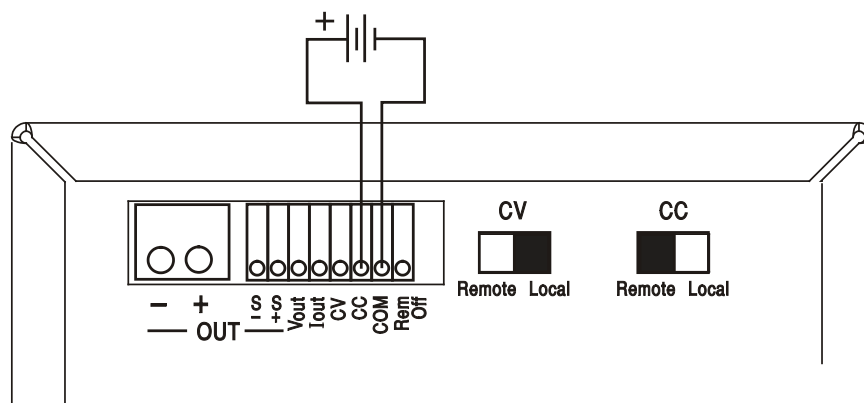 +
CV CC
Remote Local Remote Local
- + S- S+ Vout Iout CV CC COM Rem Off
OUT